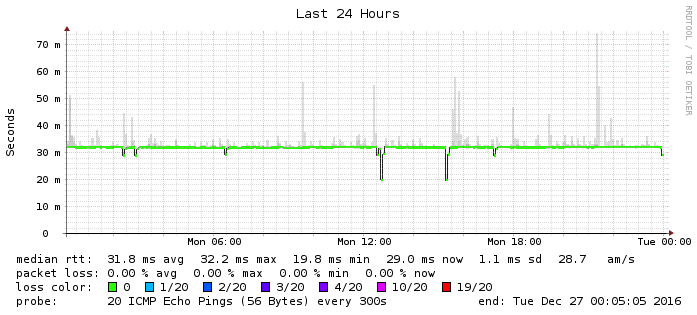 Last 24 Hours
RRDTOOL / TOBI OETIKER
Seconds
70 m
60 m
50 m
40 m
30 m
20 m
10 m
0
Mon 06:00 Mon 12:00 Mon 18:00 Tue 00:00
median rtt: 31.8 ms avg 32.2 ms max 19.8 ms min 29.0 ms now 1.1 ms sd 28.7 am/s
packet loss: 0.00 % avg 0.00 % max 0.00 % min 0.00 % now
loss color: 0 1/20 2/20 3/20 4/20 10/20 19/20
probe: 20 ICMP Echo Pings (56 Bytes) every 300s end: Tue Dec 27 00:05:05 2016